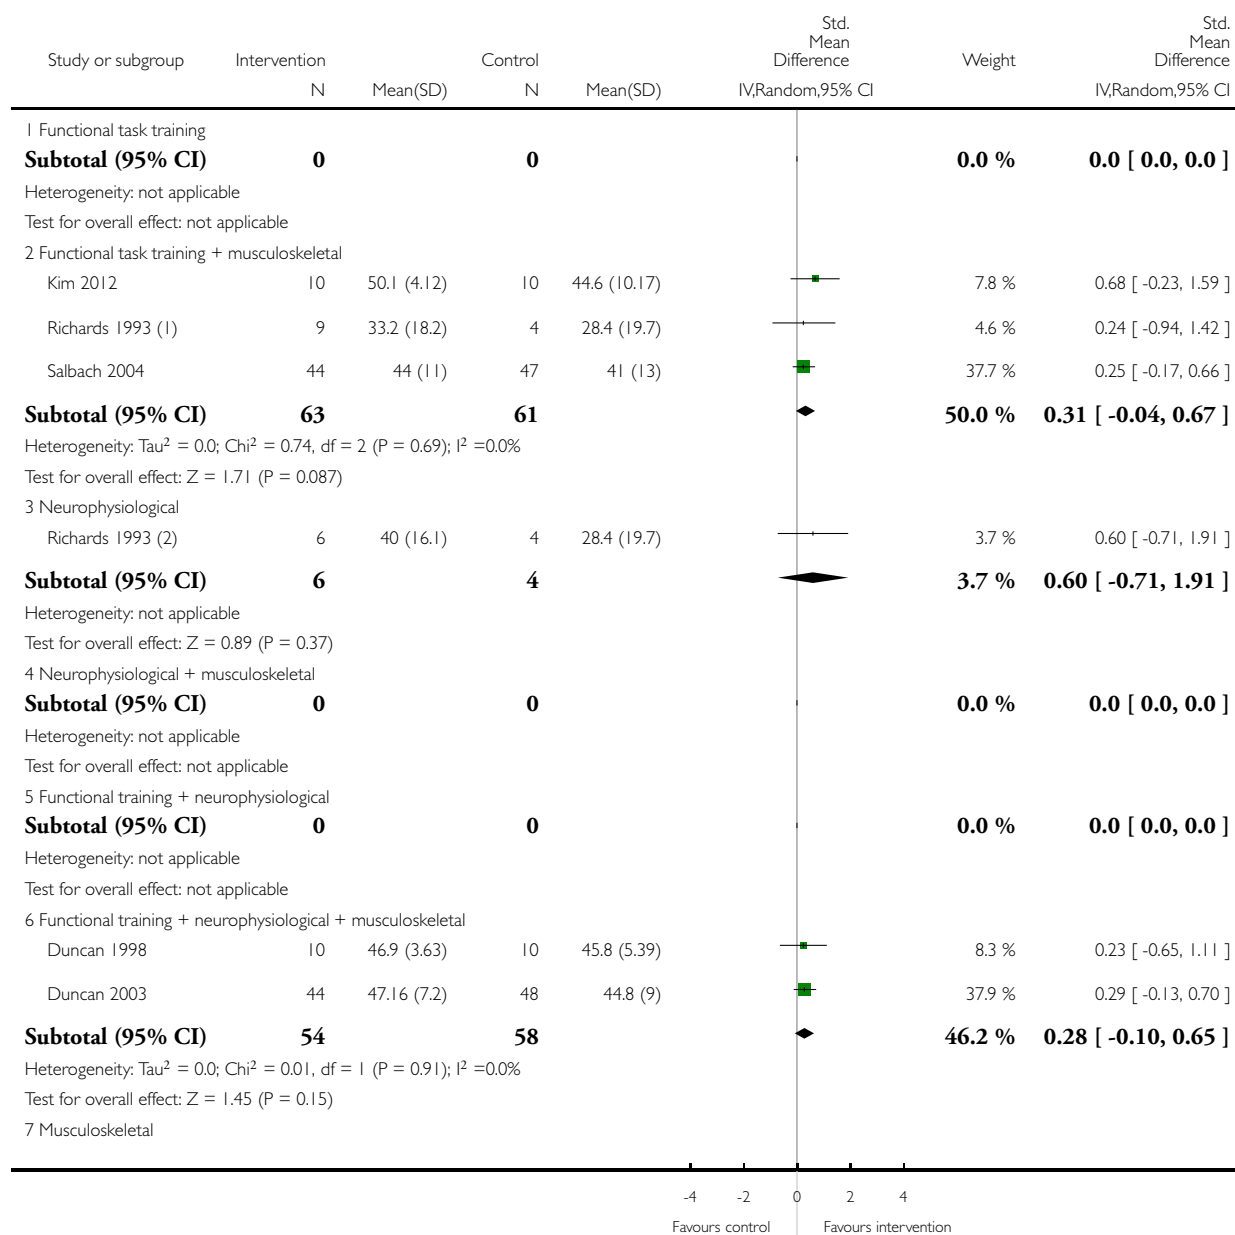 Std. Mean Difference Std. Mean Difference
Study or subgroup Intervention Control Weight
N Mean(SD) N Mean(SD) IV,Random,95% CI IV,Random,95% CI
1 Functional task training
Subtotal (95% CI) 0 0 0.0 % 0.0 [ 0.0, 0.0 ]
Heterogeneity: not applicable
Test for overall effect: not applicable
2 Functional task training + musculoskeletal
Kim 2012 10 50.1 (4.12) 10 44.6 (10.17) 7.8 % 0.68 [ -0.23, 1.59 ]
Richards 1993 (1) 9 33.2 (18.2) 4 28.4 (19.7) 4.6 % 0.24 [ -0.94, 1.42 ]
Salbach 2004 44 44 (11) 47 41 (13) 37.7 % 0.25 [ -0.17, 0.66 ]
Subtotal (95% CI) 63 61 50.0 % 0.31 [ -0.04, 0.67 ]
Heterogeneity: Tau² = 0.0; Chi² = 0.74, df = 2 (P = 0.69); I² =0.0%
Test for overall effect: Z = 1.71 (P = 0.087)
3 Neurophysiological
Richards 1993 (2) 6 40 (16.1) 4 28.4 (19.7) 3.7 % 0.60 [ -0.71, 1.91 ]
Subtotal (95% CI) 6 4 3.7 % 0.60 [ -0.71, 1.91 ]
Heterogeneity: not applicable
Test for overall effect: Z = 0.89 (P = 0.37)
4 Neurophysiological + musculoskeletal
Subtotal (95% CI) 0 0 0.0 % 0.0 [ 0.0, 0.0 ]
Heterogeneity: not applicable
Test for overall effect: not applicable
5 Functional training + neurophysiological
Subtotal (95% CI) 0 0 0.0 % 0.0 [ 0.0, 0.0 ]
Heterogeneity: not applicable
Test for overall effect: not applicable
6 Functional training + neurophysiological + musculoskeletal
Duncan 1998 10 46.9 (3.63) 10 45.8 (5.39) 8.3 % 0.23 [ -0.65, 1.11 ]
Duncan 2003 44 47.16 (7.2) 48 44.8 (9) 37.9 % 0.29 [ -0.13, 0.70 ]
Subtotal (95% CI) 54 58 46.2 % 0.28 [ -0.10, 0.65 ]
Heterogeneity: Tau² = 0.0; Chi² = 0.01, df = 1 (P = 0.91); I² =0.0%
Test for overall effect: Z = 1.45 (P = 0.15)
7 Musculoskeletal
-4 -2 0 2 4
Favours control Favours intervention